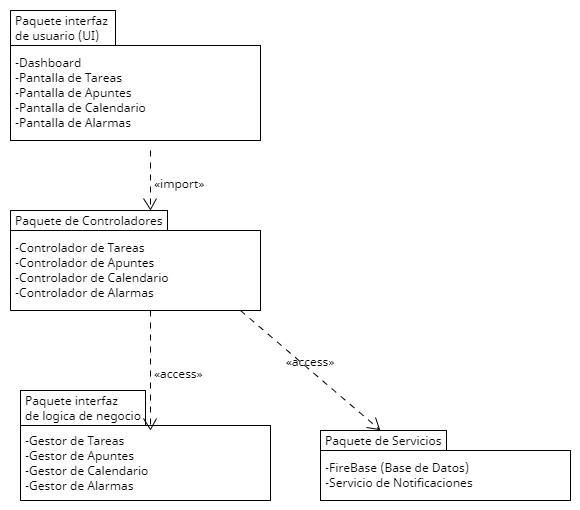 Paquete interfaz
de usuario (UI)
-Dashboard
-Pantalla de Tareas
-Pantalla de Apuntes
-Pantalla de Calendario
-Pantalla de Alarmas
«import»
Paquete de Controladores
-Controlador de Tareas
-Controlador de Apuntes
-Controlador de Calendario
-Controlador de Alarmas
«access»
«access»
Paquete interfaz
de logica de negocio
-Gestor de Tareas
-Gestor de Apuntes
-Gestor de Calendario
-Gestor de Alarmas
Paquete de Servicios
-FireBase (Base de Datos)
-Servicio de Notificaciones